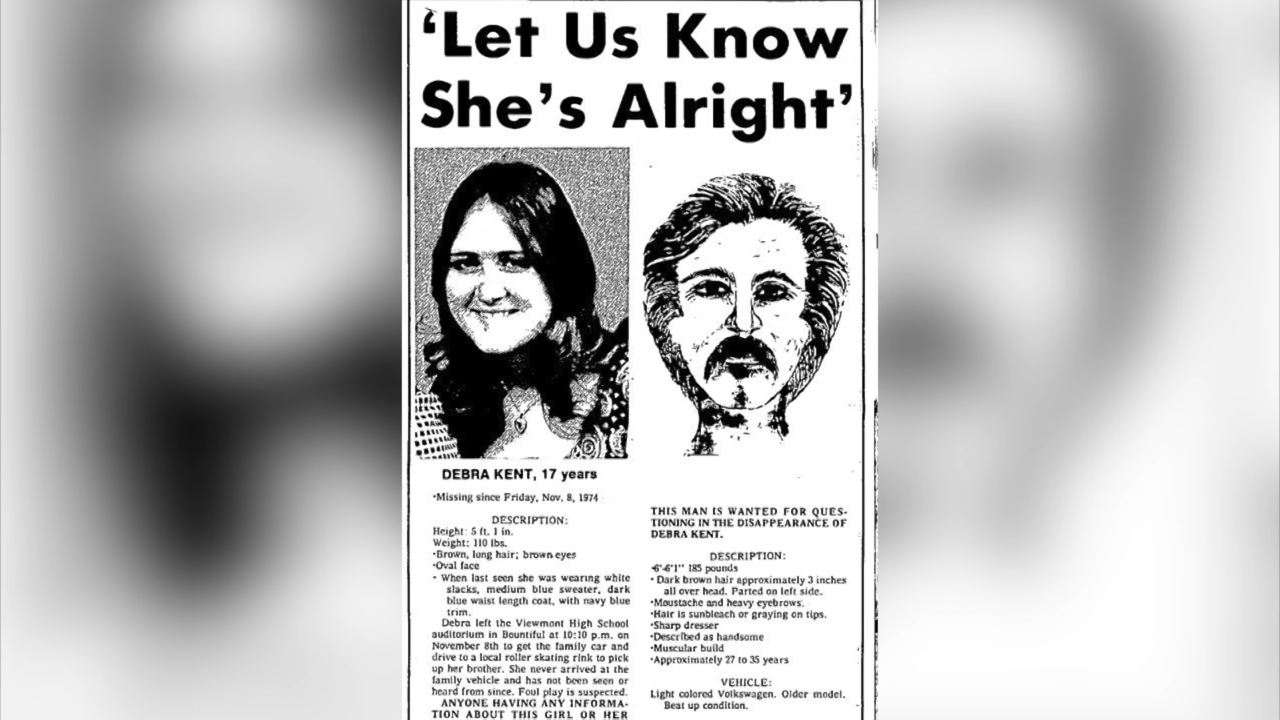 ‘Let Us Know
She’s Alright’
DEBRA KENT, 17 years
•Missing since Friday, Nov. 8, 1974
DESCRIPTION:
Height: 5 ft. 1 in.
Weight: 110 lbs.
•Brown, long hair; brown eyes
•Oval face
• When last seen she was wearing white
slacks, medium blue sweater, dark
blue waist length coat, with navy blue
trim.
Debra left the Viewmont High School
auditorium in Bountiful at 10:10 p.m. on
November 8th to get the family car and
drive to a local roller skating rink to pick
up her brother. She never arrived at the
family vehicle and has not been seen or
heard from since. Foul play is suspected.
ANYONE HAVING ANY INFORMA-
TION ABOUT THIS GIRL OR HER
THIS MAN IS WANTED FOR QUES-
TIONING IN THE DISAPPEARANCE OF
DEBRA KENT.
DESCRIPTION:
•6'-6'1" 185 pounds
• Dark brown hair approximately 3 inches
all over head. Parted on left side.
•Moustache and heavy eyebrows.
•Hair is sunbleach or graying on tips.
•Sharp dresser
•Described as handsome
•Muscular build
•Approximately 27 to 35 years
VEHICLE:
Light colored Volkswagen. Older model.
Beat up condition.